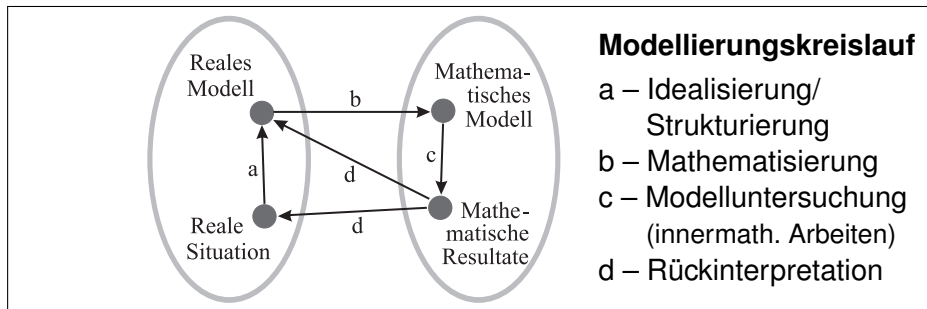 Reales
Modell
b
Mathema-
tisches
Modell
a
d
c
Reale
Situation
d
Mathe-
matische
Resultate
Modellierungskreislauf
a – Idealisierung/
Strukturierung
b – Mathematisierung
c – Modelluntersuchung
(innermath. Arbeiten)
d – Rückinterpretation